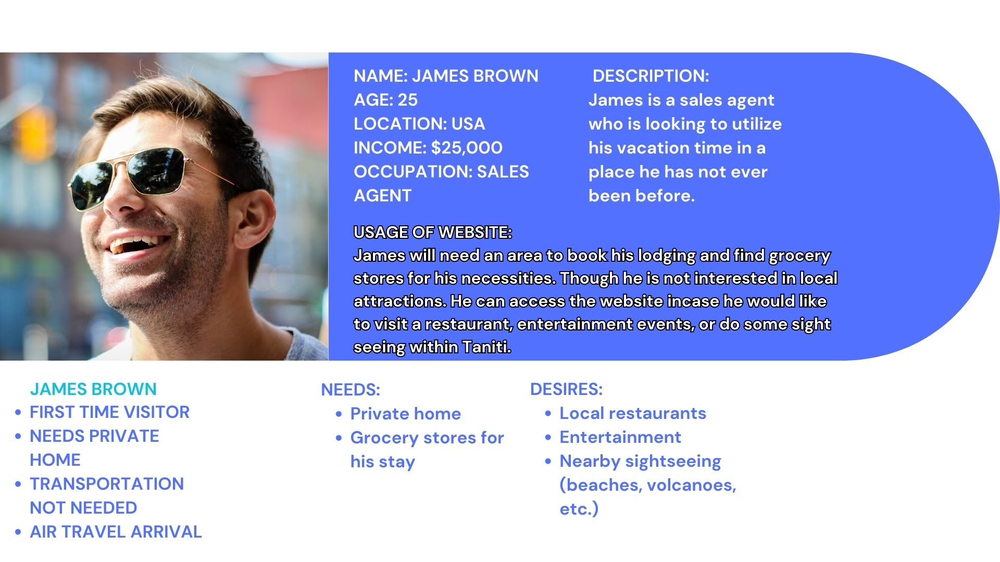 NAME: JAMES BROWN
AGE: 25
LOCATION: USA
INCOME: $25,000
OCCUPATION: SALES
AGENT
DESCRIPTION:
James is a sales agent
who is looking to utilize
his vacation time in a
place he has not ever
been before.
USAGE OF WEBSITE:
James will need an area to book his lodging and find grocery
stores for his necessities. Though he is not interested in local
attractions. He can access the website incase he would like
to visit a restaurant, entertainment events, or do some sight
seeing within Taniti.
JAMES BROWN
• FIRST TIME VISITOR
• NEEDS PRIVATE
HOME
• TRANSPORTATION
NOT NEEDED
• AIR TRAVEL ARRIVAL
NEEDS:
• Private home
• Grocery stores for
his stay
DESIRES:
• Local restaurants
• Entertainment
• Nearby sightseeing
(beaches, volcanoes,
etc.)